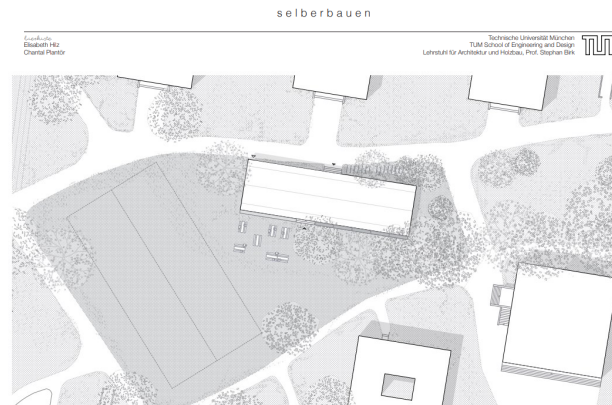 selberbauen
Elisabeth Hilz
Chantal Plantör
Technische Universität München
TUM School of Engineering and Design
Lehrstuhl für Architektur und Holzbau, Prof. Stephan Birk
TUM